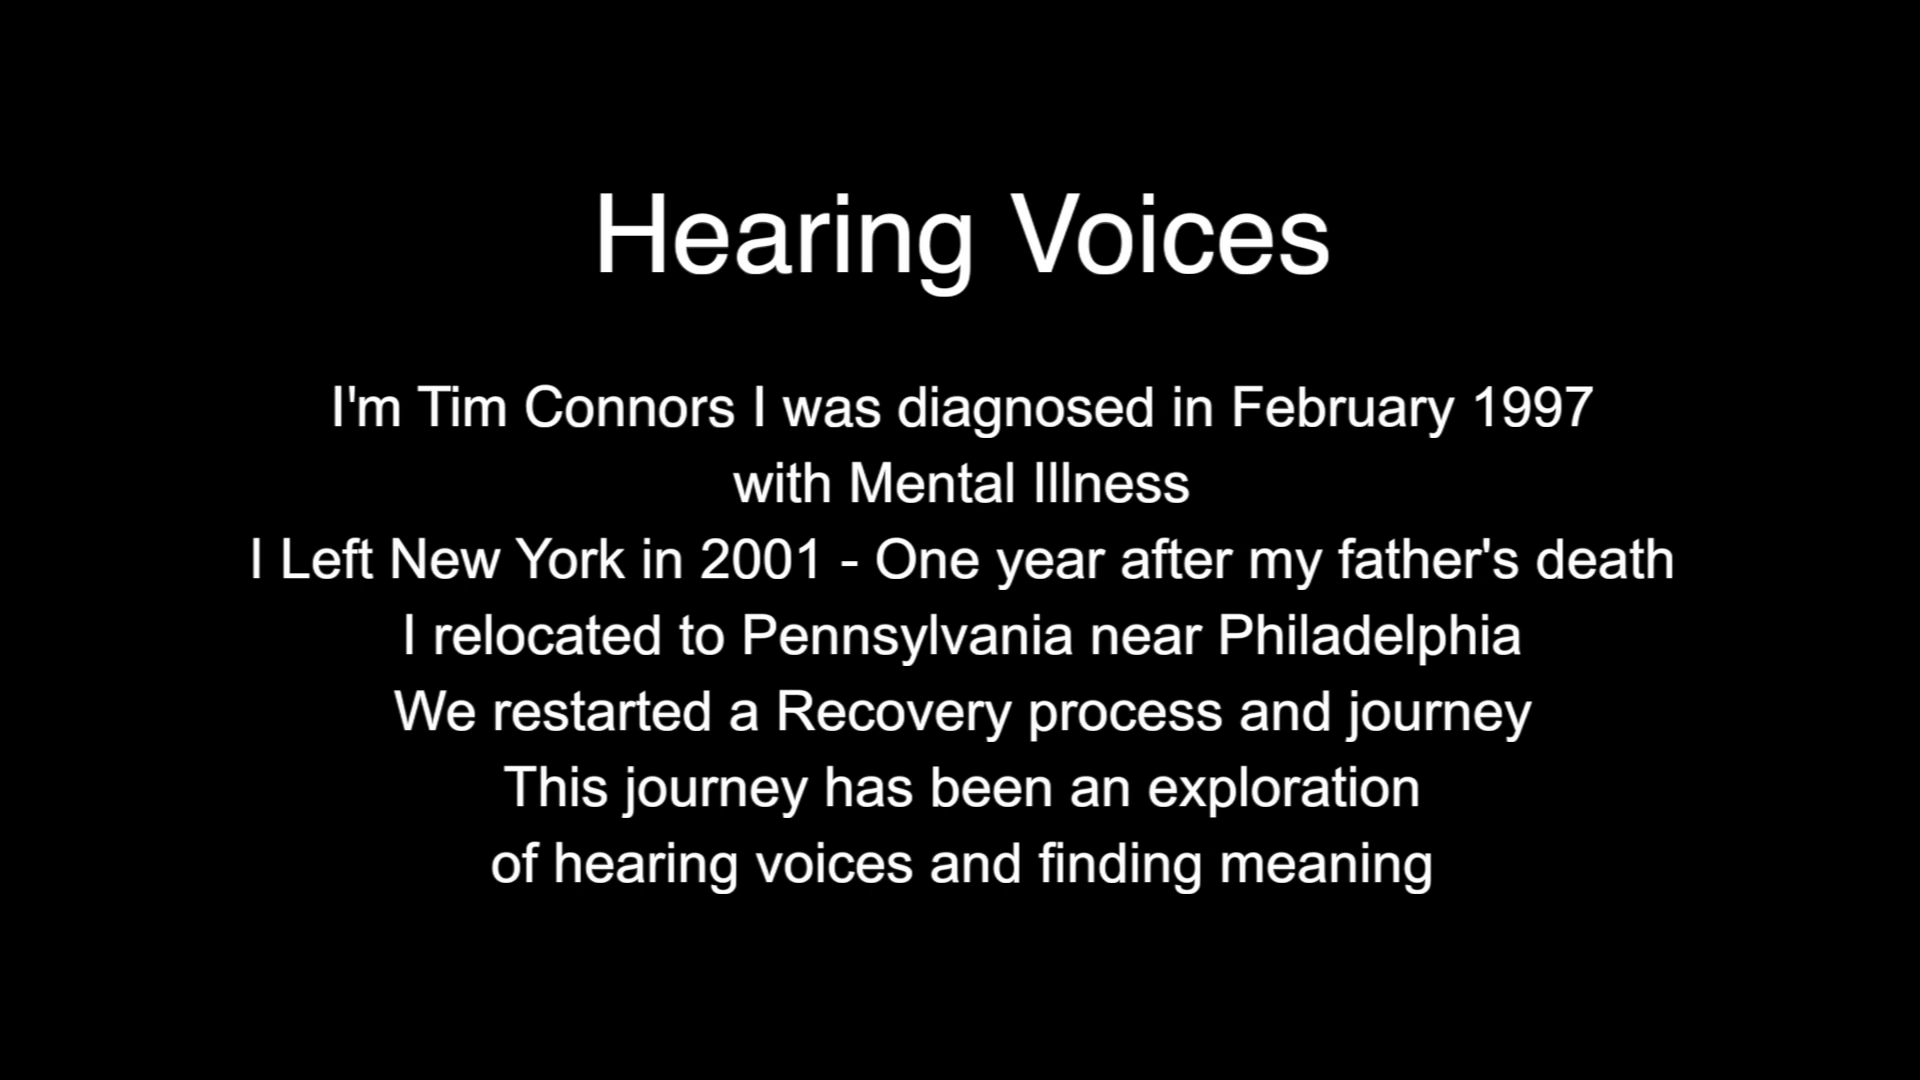 Hearing Voices
I'm Tim Connors I was diagnosed in February 1997
with Mental Illness
I Left New York in 2001 - One year after my father's death
I relocated to Pennsylvania near Philadelphia
We restarted a Recovery process and journey
This journey has been an exploration
of hearing voices and finding meaning